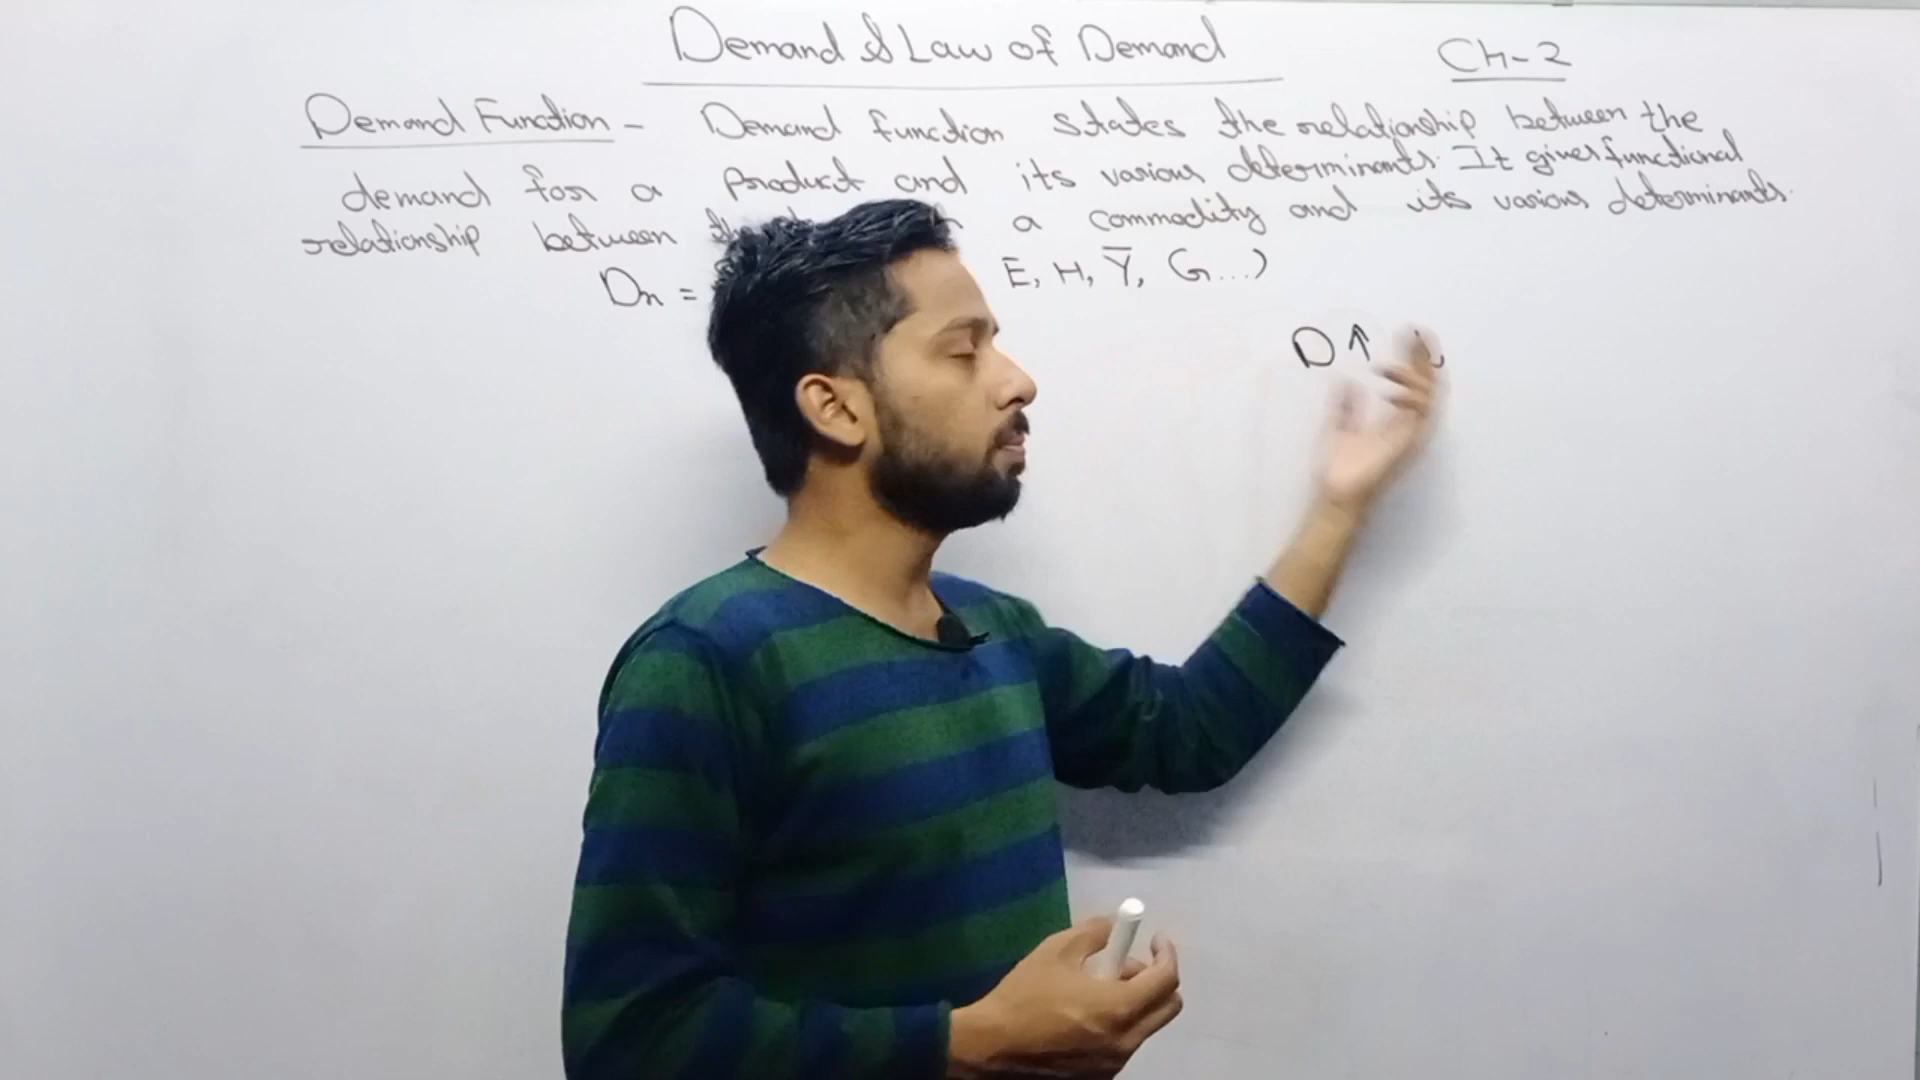 Demand & Law of Demand
Ch-2
Demand Function - Demand function states the relationship between the
demand for a product and its various determinants. It gives functional
relationship between a commodity and its various determinants.
Dn = E, H, Y̅, G...)
D↑